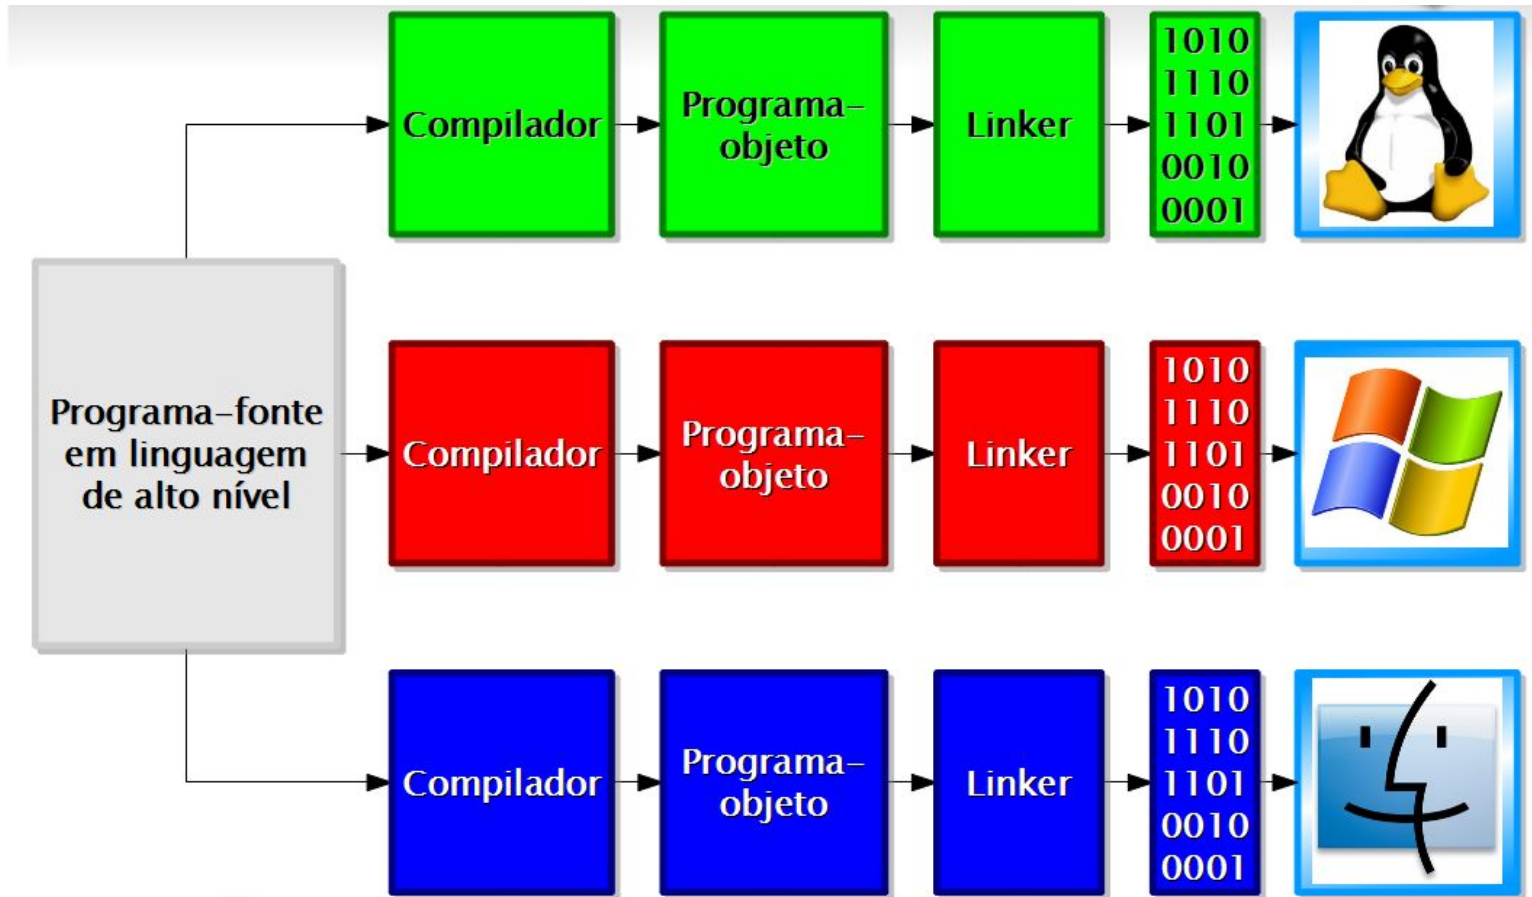 Compilador
Programa-
objeto
Linker
1010
1110
1101
0010
0001
Programa-fonte
em linguagem
de alto nível
Compilador
Programa-
objeto
Linker
1010
1110
1101
0010
0001
Compilador
Programa-
objeto
Linker
1010
1110
1101
0010
0001